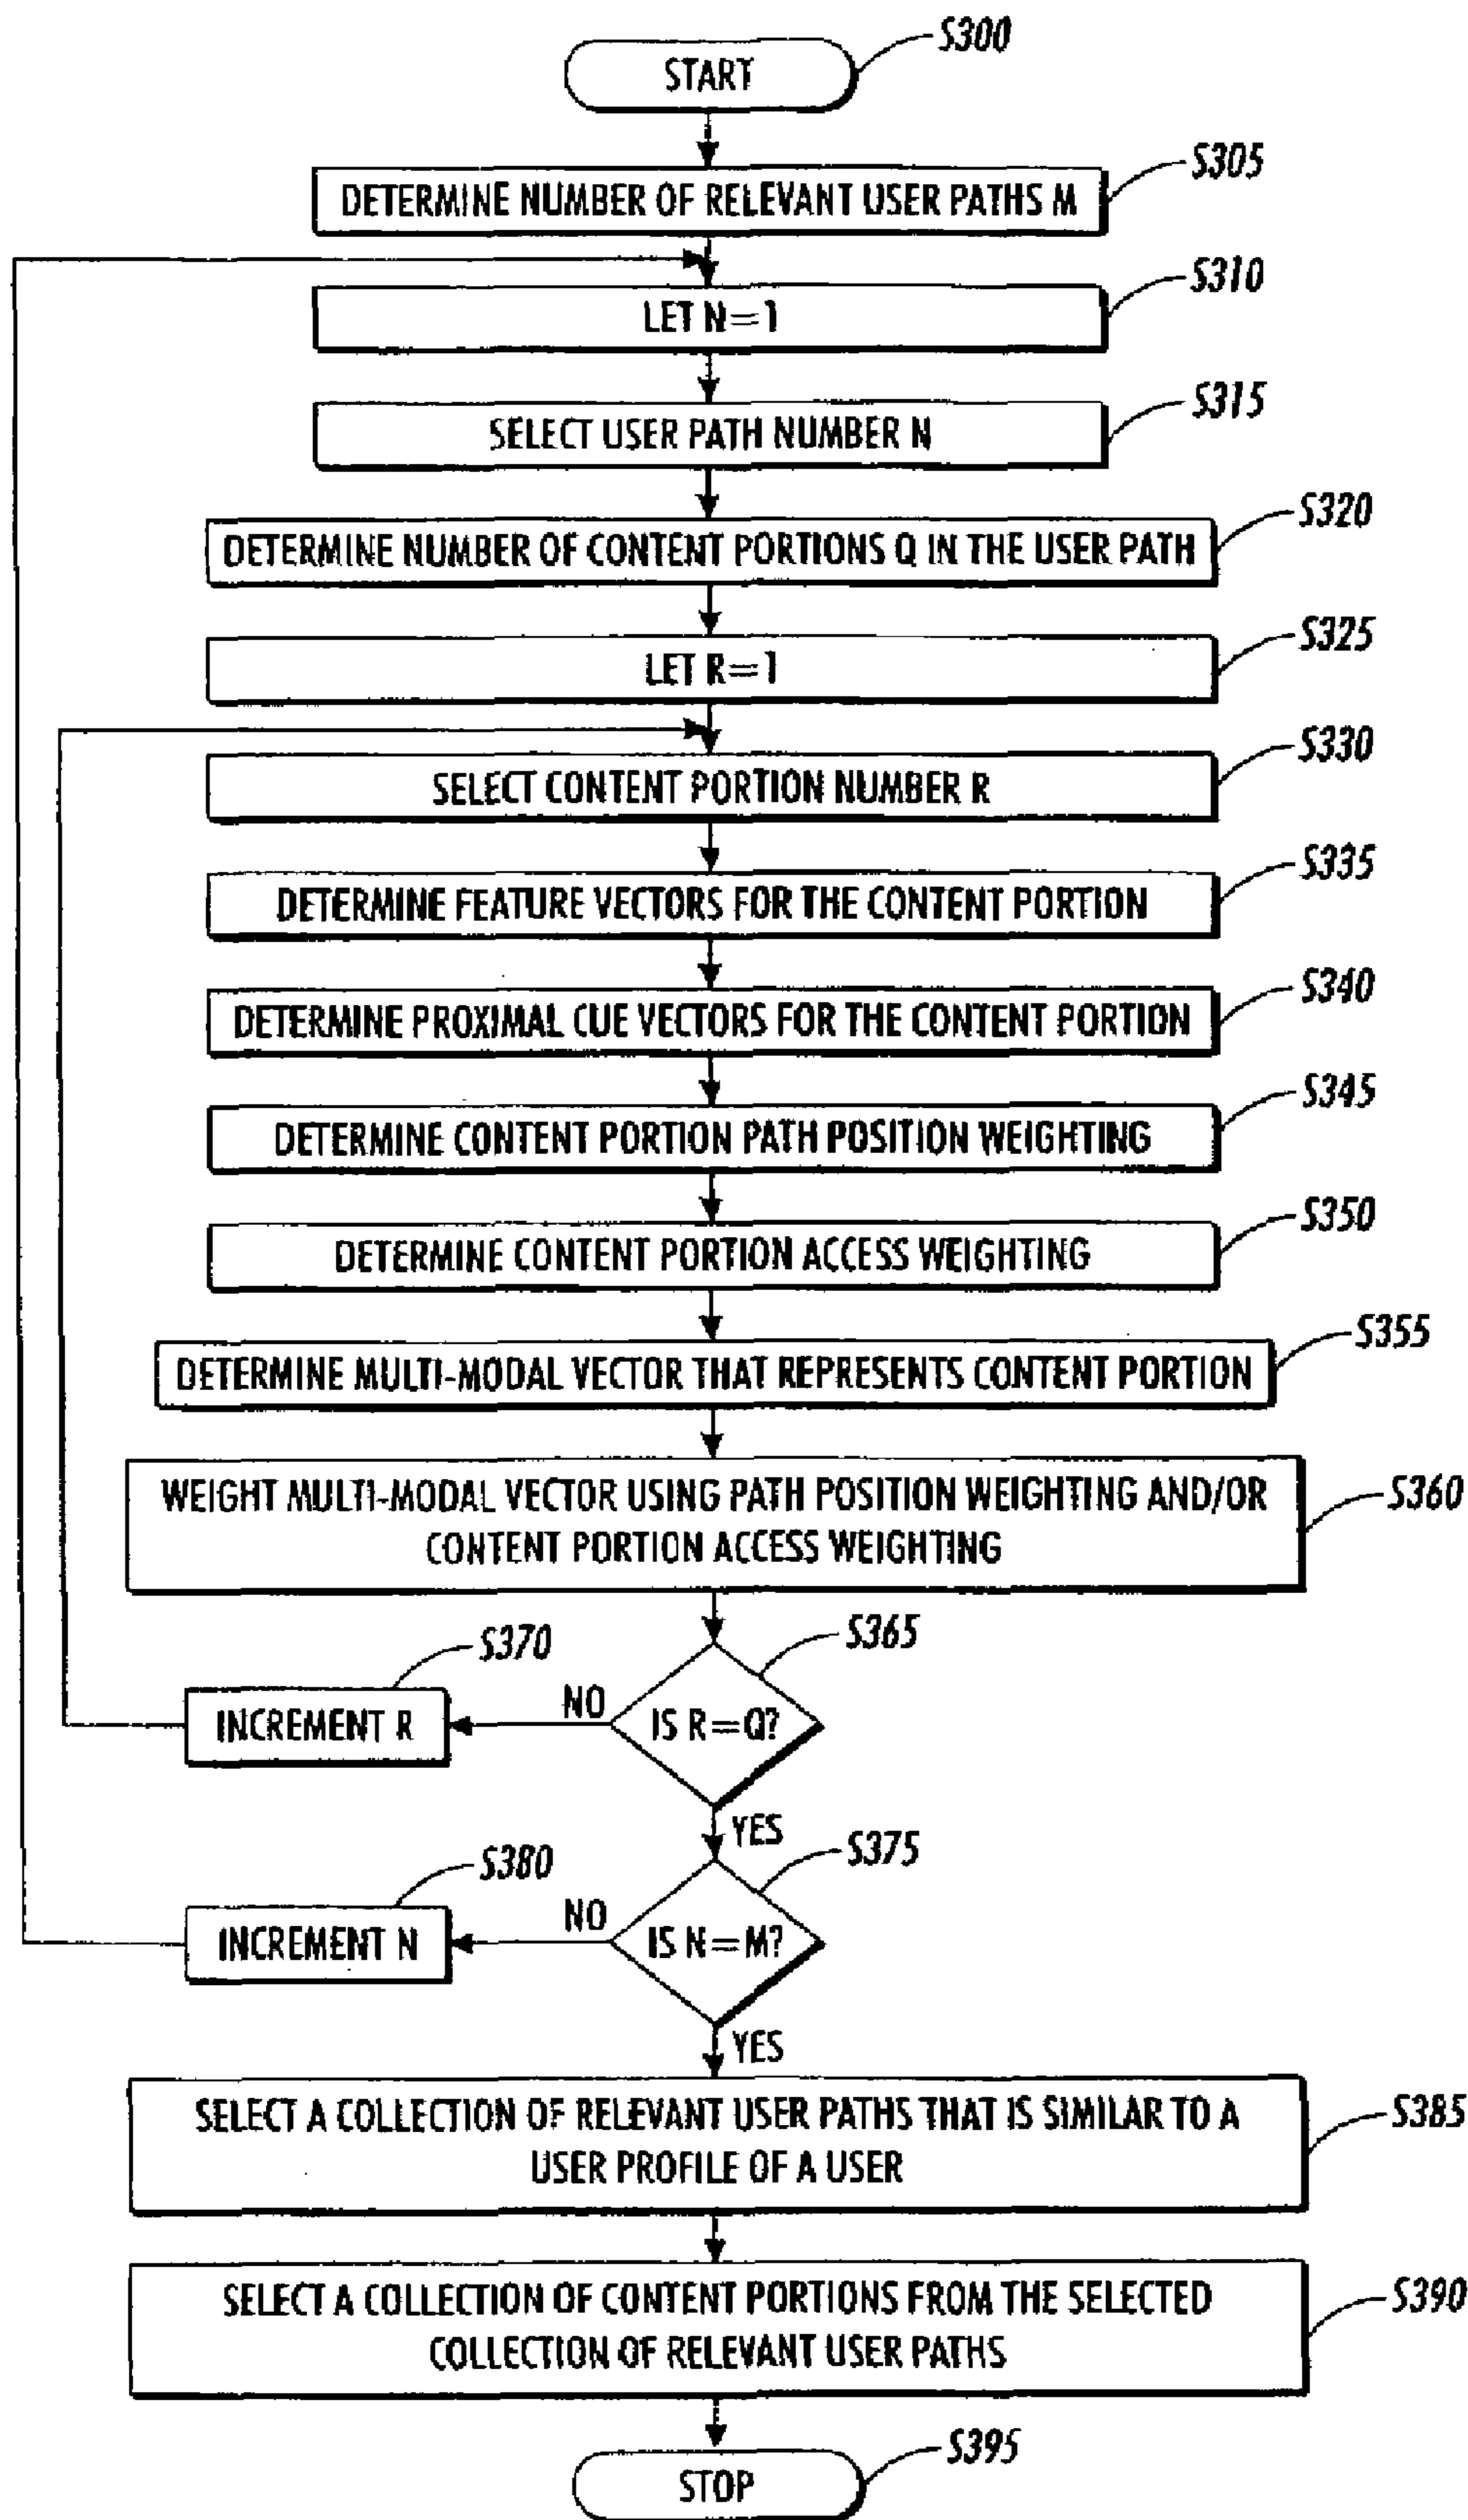 START
S300
DETERMINE NUMBER OF RELEVANT USER PATHS M
S305
LET N=1
S310
SELECT USER PATH NUMBER N
S315
DETERMINE NUMBER OF CONTENT PORTIONS Q IN THE USER PATH
S320
LET R=1
S325
SELECT CONTENT PORTION NUMBER R
S330
DETERMINE FEATURE VECTORS FOR THE CONTENT PORTION
S335
DETERMINE PROXIMAL CUE VECTORS FOR THE CONTENT PORTION
S340
DETERMINE CONTENT PORTION PATH POSITION WEIGHTING
S345
DETERMINE CONTENT PORTION ACCESS WEIGHTING
S350
DETERMINE MULTI-MODAL VECTOR THAT REPRESENTS CONTENT PORTION
S355
WEIGHT MULTI-MODAL VECTOR USING PATH POSITION WEIGHTING AND/OR
CONTENT PORTION ACCESS WEIGHTING
S360
IS R=Q?
S365
NO
INCREMENT R
S370
YES
IS N=M?
S375
NO
INCREMENT N
S380
YES
SELECT A COLLECTION OF RELEVANT USER PATHS THAT IS SIMILAR TO A
USER PROFILE OF A USER
S385
SELECT A COLLECTION OF CONTENT PORTIONS FROM THE SELECTED
COLLECTION OF RELEVANT USER PATHS
S390
STOP
S395